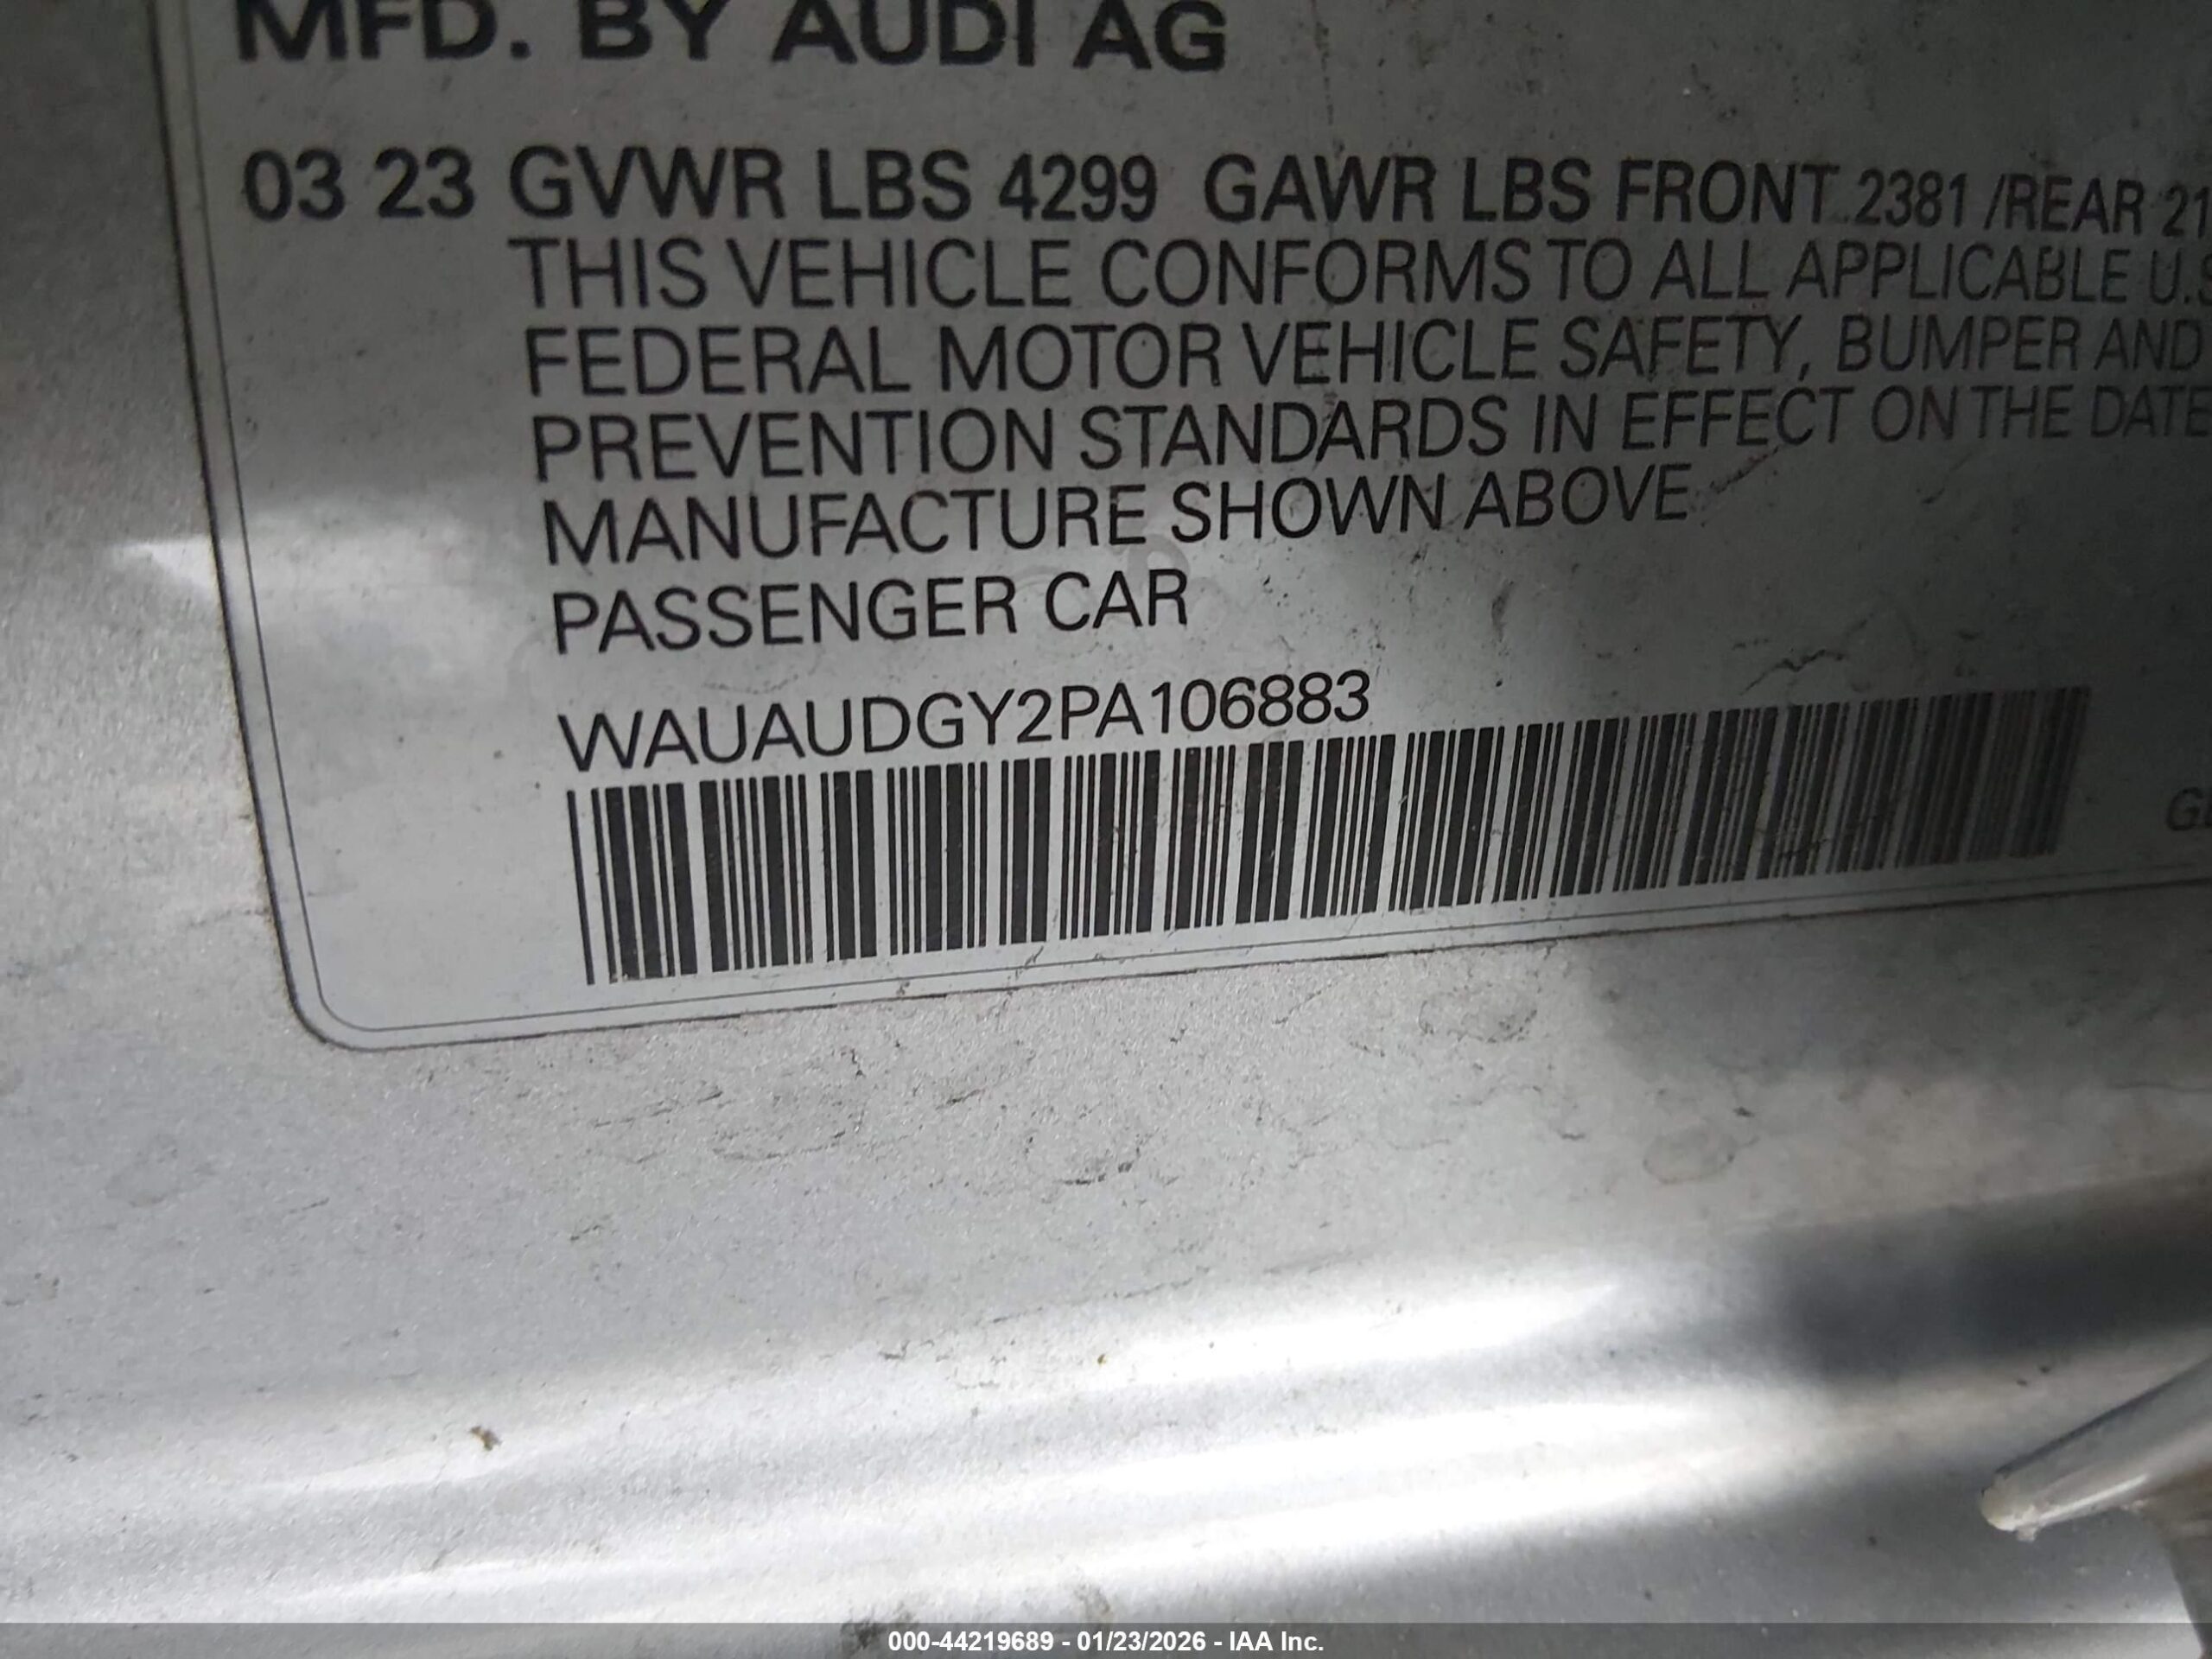 MFD. BY AUDI AG
03 23 GVWR LBS 4299 GAWR LBS FRONT 2381 /REAR 21
THIS VEHICLE CONFORMS TO ALL APPLICABLE U.S
FEDERAL MOTOR VEHICLE SAFETY, BUMPER AND
PREVENTION STANDARDS IN EFFECT ON THE DATE
MANUFACTURE SHOWN ABOVE
PASSENGER CAR
WAUAUDGY2PA106883
000-44219689 - 01/23/2026 - IAA Inc.